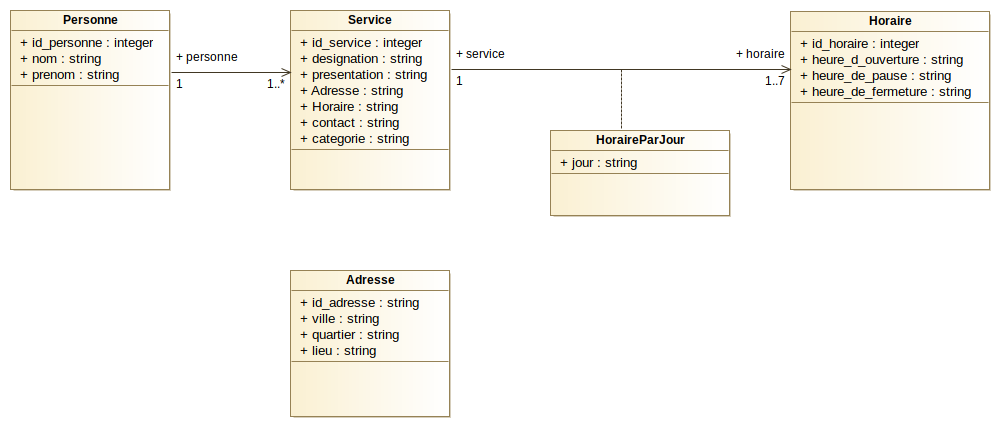 Personne
+ id_personne : integer
+ nom : string
+ prenom : string
+ personne
1
1..*
Service
+ id_service : integer
+ designation : string
+ presentation : string
+ Adresse : string
+ Horaire : string
+ contact : string
+ categorie : string
+ service
1
+ horaire
1..7
Horaire
+ id_horaire : integer
+ heure_d_ouverture : string
+ heure_de_pause : string
+ heure_de_fermeture : string
HoraireParJour
+ jour : string
Adresse
+ id_adresse : string
+ ville : string
+ quartier : string
+ lieu : string